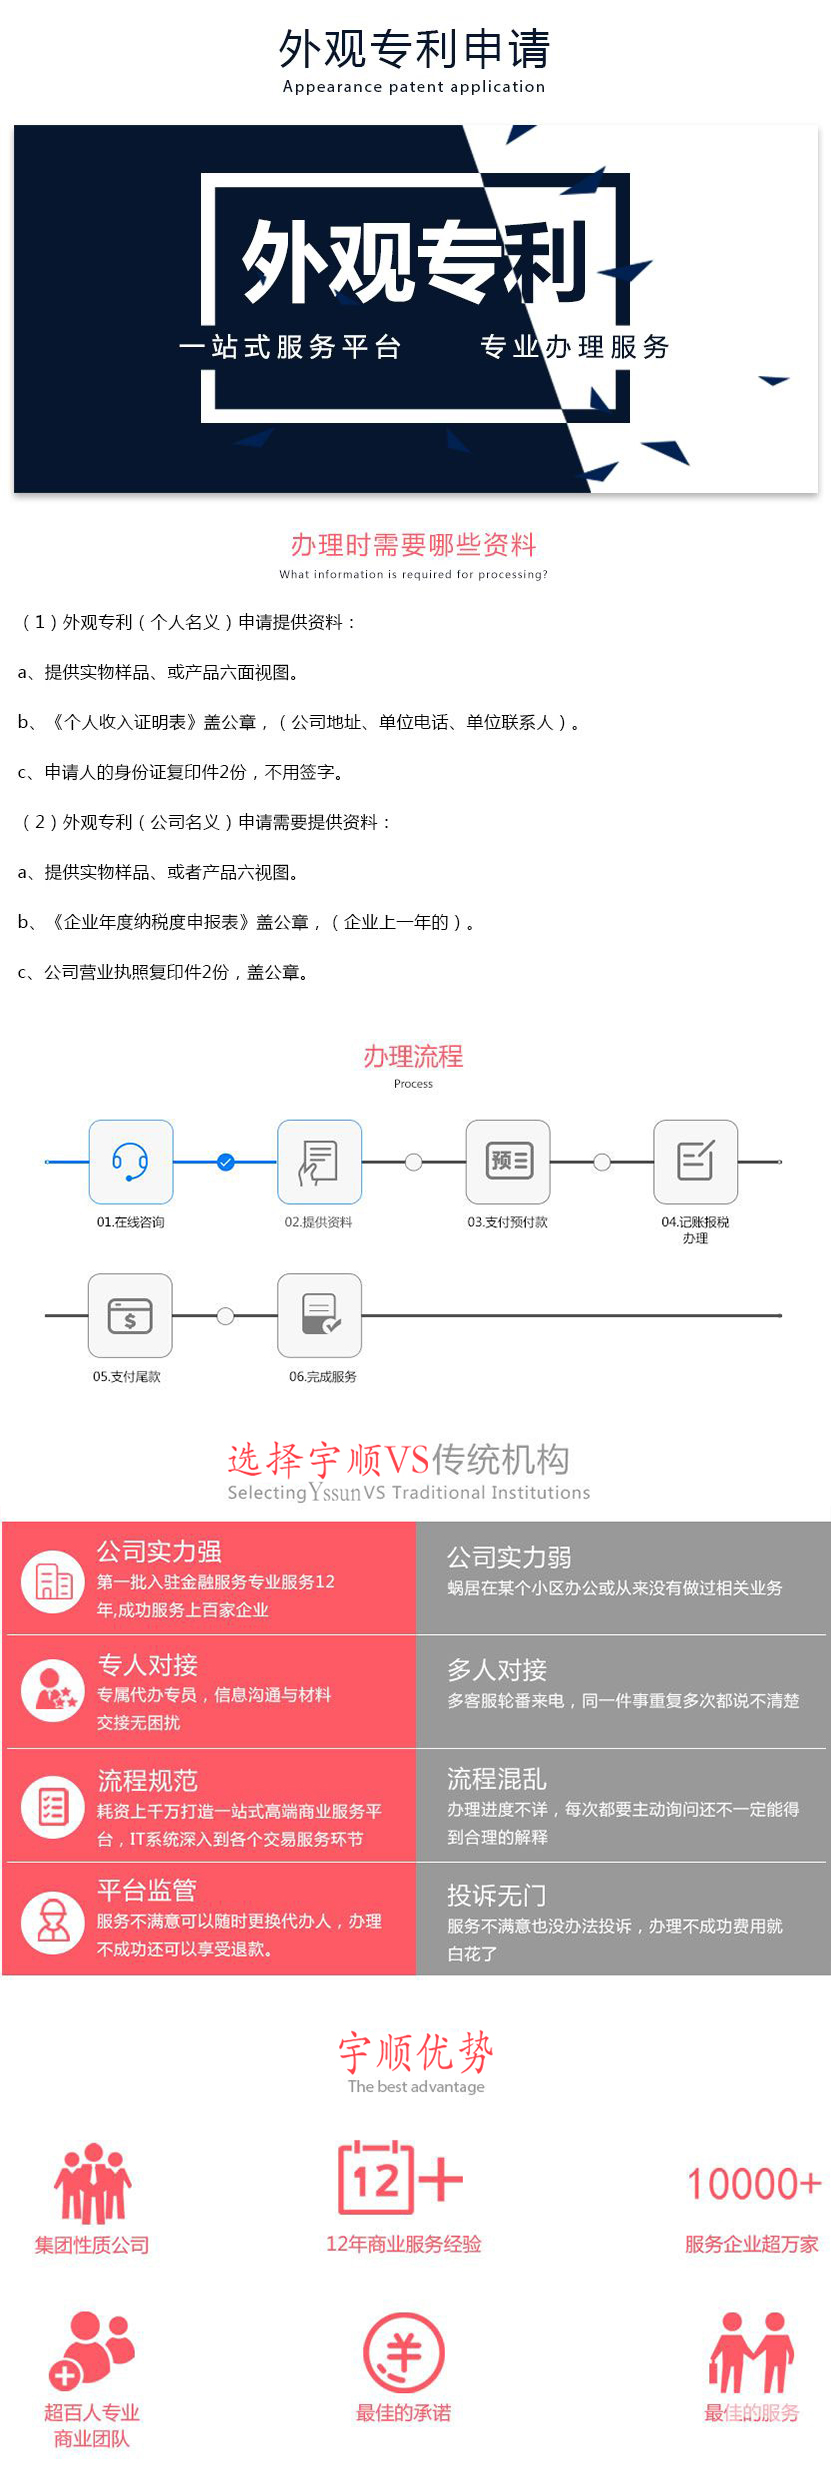 外观专利申请
Appearance patent application
外观专利
一站式服务平台 专业办理服务
办理时需要哪些资料
What information is required for processing?
（1）外观专利（个人名义）申请提供资料：
a、提供实物样品、或产品六面视图。
b、《个人收入证明表》盖公章，（公司地址、单位电话、单位联系人）。
c、申请人的身份证复印件2份，不用签字。
（2）外观专利（公司名义）申请需要提供资料：
a、提供实物样品、或者产品六视图。
b、《企业年度纳税度申报表》盖公章，（企业上一年的）。
c、公司营业执照复印件2份，盖公章。
办理流程
Process
预
01.在线咨询 02.提供资料 03.支付预付款 04.记账报税
办理
$
05.支付尾款 06.完成服务
选择宇顺VS传统机构
Selecting Yssun VS Traditional Institutions
公司实力强
第一批入驻金融服务专业服务12
年,成功服务上百家企业
公司实力弱
蜗居在某个小区办公或从来没有做过相关业务
专人对接
专属代办专员，信息沟通与材料
交接无困扰
多人对接
多客服轮番来电，同一件事重复多次都说不清楚
流程规范
耗资上千万打造一站式高端商业服务平
台，IT系统深入到各个交易服务环节
流程混乱
办理进度不详，每次都要主动询问还不一定能得
到合理的解释
平台监管
服务不满意可以随时更换代办人，办理
不成功还可以享受退款。
投诉无门
服务不满意也没办法投诉，办理不成功费用就
白花了
宇顺优势
The best advantage
12+ 10000+
集团性质公司 12年商业服务经验 服务企业超万家
超百人专业
商业团队
最佳的承诺 最佳的服务